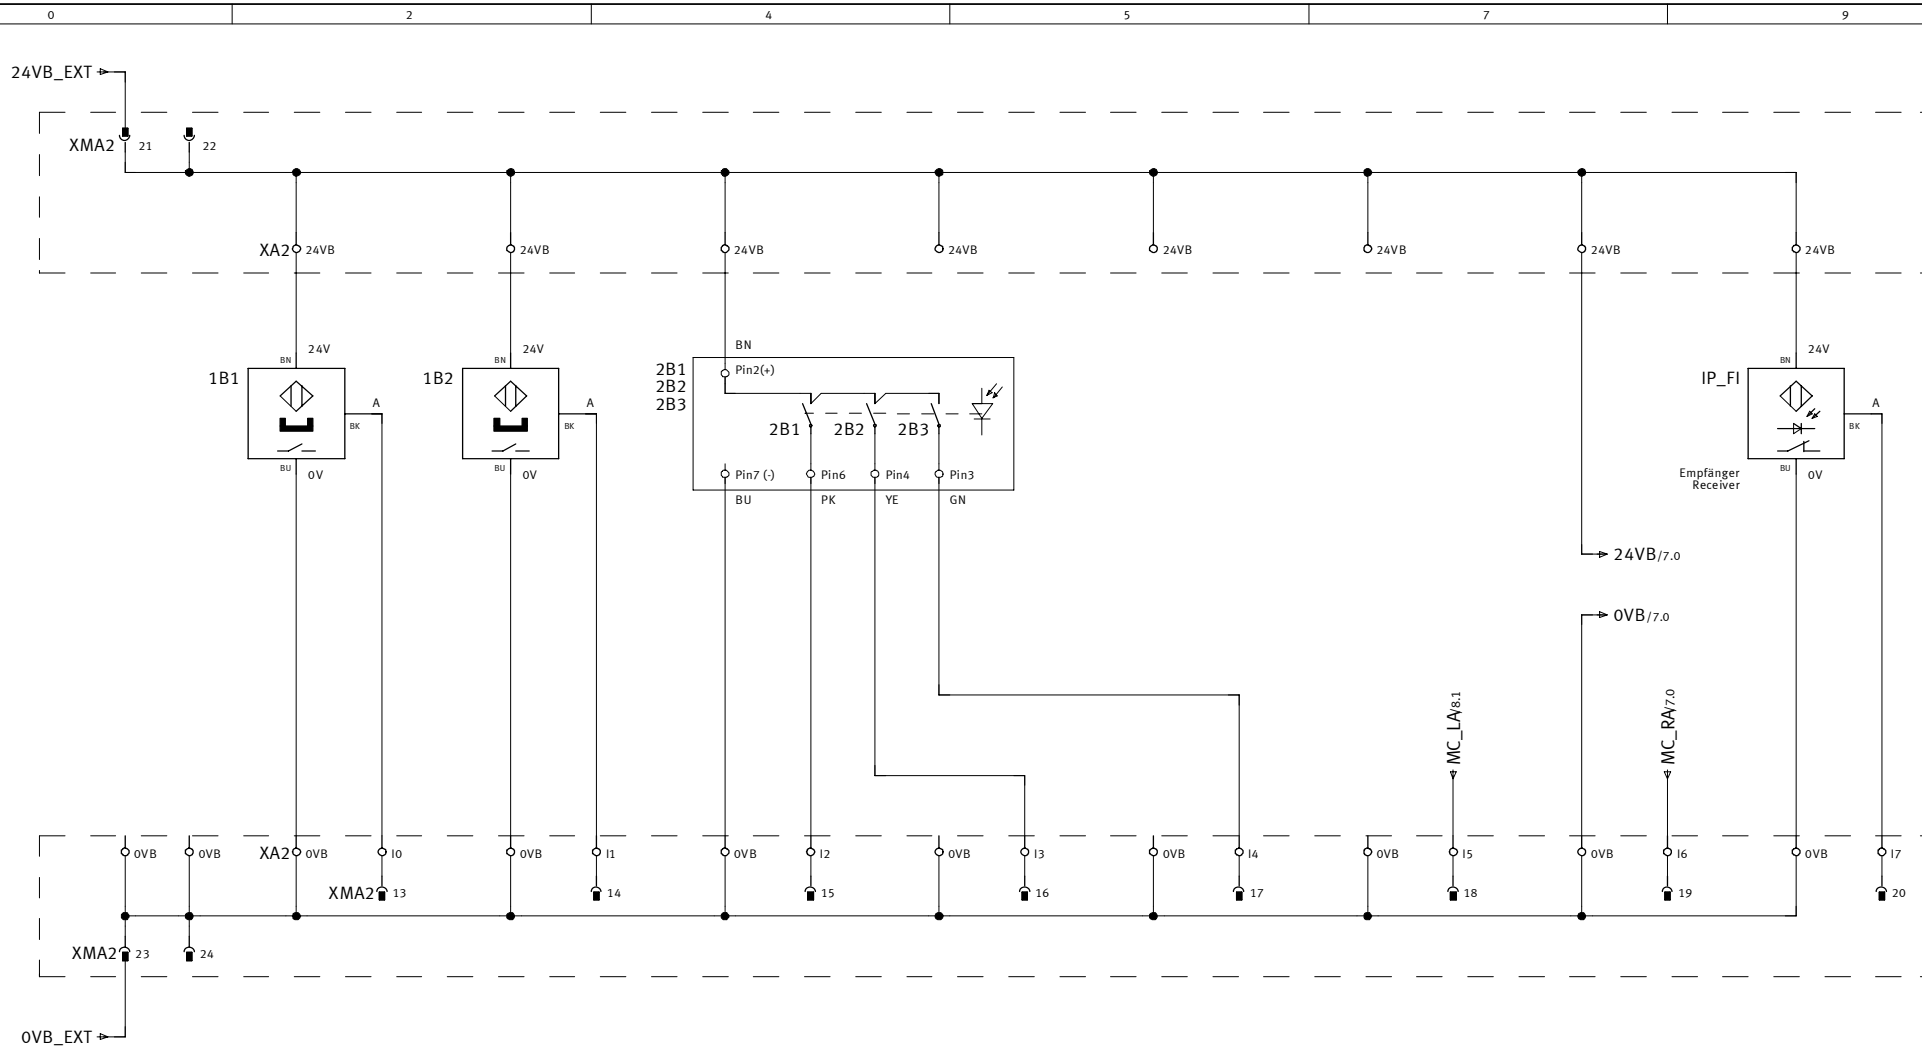 0 2 4 5 7 9
24VB_EXT
XMA2 21 22
XA2 24VB 24VB 24VB 24VB 24VB 24VB 24VB 24VB
BN
BN 24V BN 24V BN 24V
1B1 1B2 2B1 Pin2(+) IP_FI
2B2
2B3
A A A
BK BK 2B1 2B2 2B3 BK
BU 0V BU 0V Pin7 (-) Pin6 Pin4 Pin3 BU 0V
Empfänger
Receiver
BU PK YE GN
24VB/7.0
0VB/7.0
MC_LA/8.1 MC_RA/7.0
0VB 0VB XA2 0VB I0 0VB I1 0VB I2 0VB I3 0VB I4 0VB I5 0VB I6 0VB I7
XMA2 13 14 15 16 17 18 19 20
XMA2 23 24
0VB_EXT